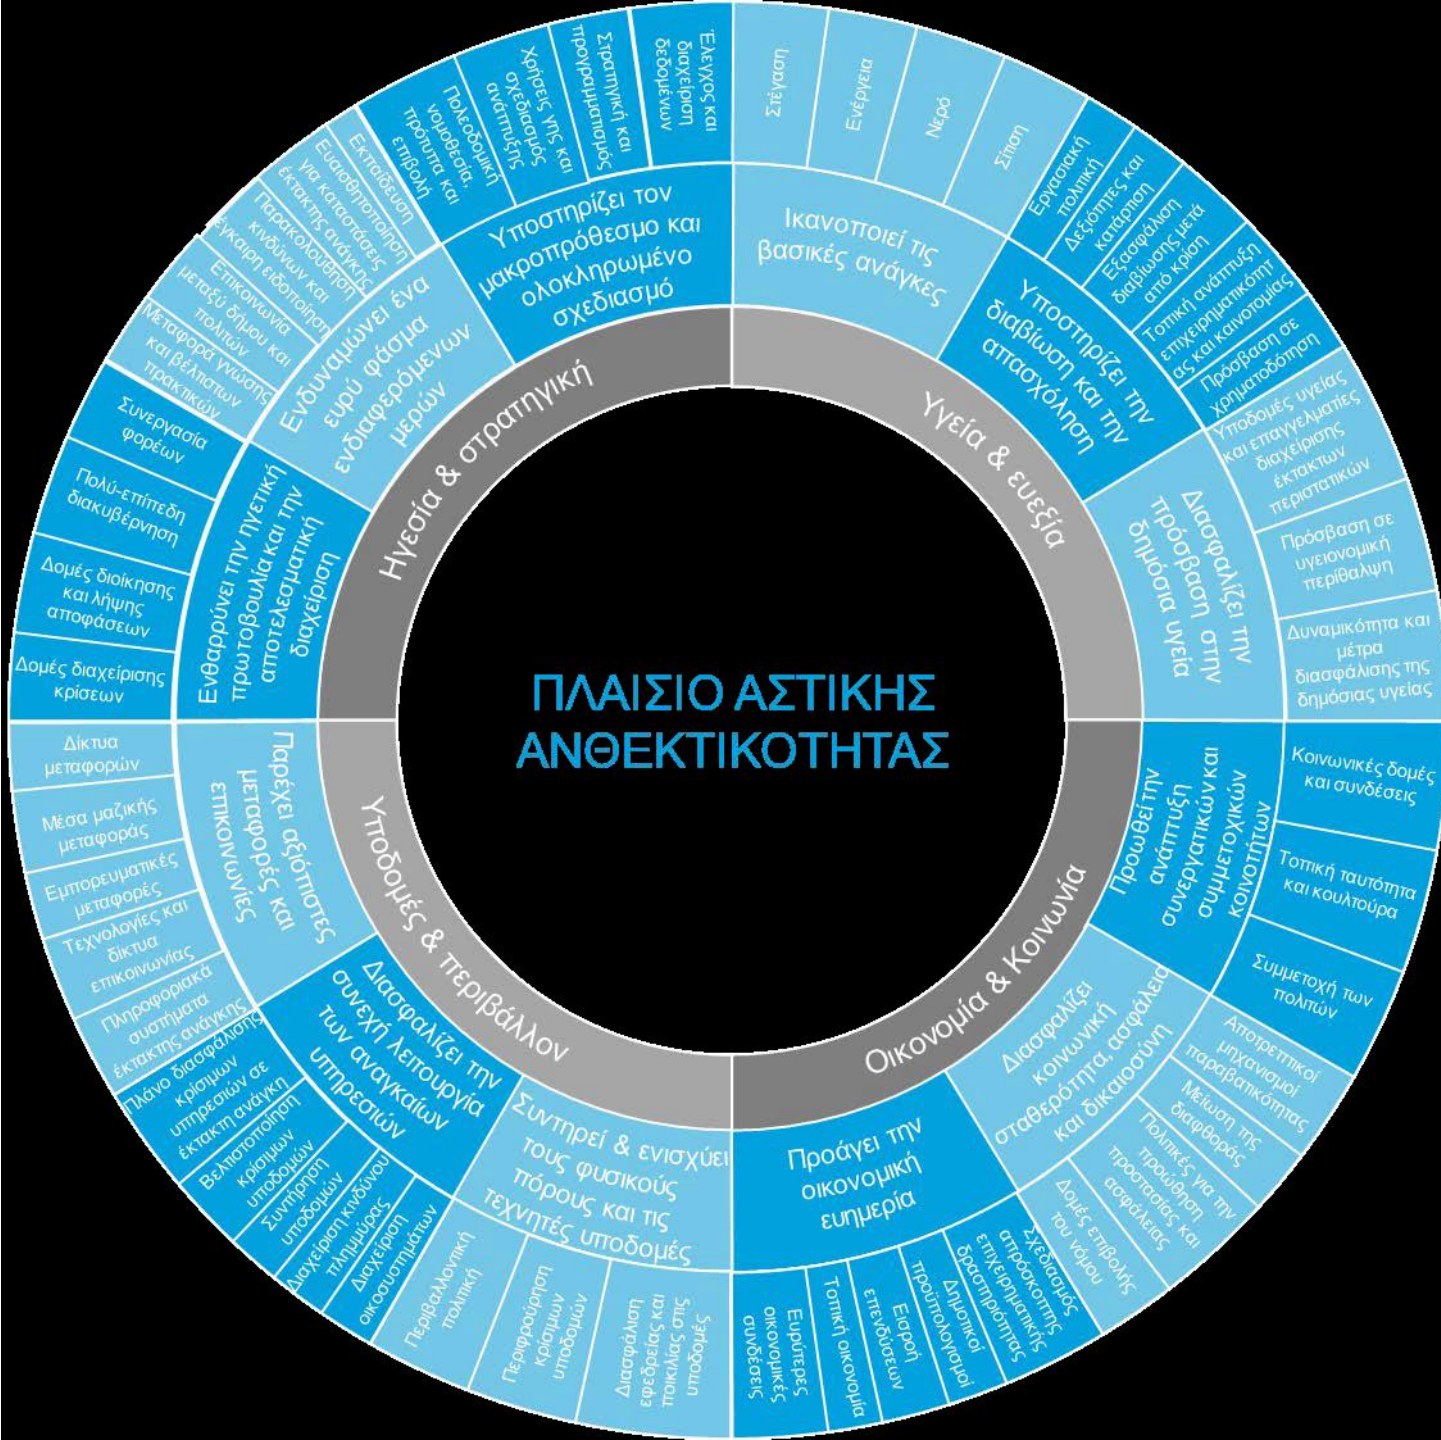 ΠΛΑΙΣΙΟ ΑΣΤΙΚΗΣ
ΑΝΘΕΚΤΙΚΟΤΗΤΑΣ
Υγεία & ευεξία
Ικανοποιεί τις
βασικές ανάγκες
Στέγαση
Ενέργεια
Νερό
Σίτιση
Υποστηρίζει την
διαβίωση και την
απασχόληση
Εργασιακή
πολιτική
Δεξιότητες και
κατάρτιση
Εξασφάλιση
διαβίωσης μετά
από κρίση
Τοπική ανάπτυξη
επιχειρηματικότητ
ας και καινοτομίας
Πρόσβαση σε
χρηματοδότηση
Διασφαλίζει την
πρόσβαση στην
δημόσια υγεία
Υποδομές υγείας
και επαγγελματίες
διαχείρισης
έκτακτων
περιστατικών
Πρόσβαση σε
υγειονομική
περίθαλψη
Δυναμικότητα και
μέτρα
διασφάλισης της
δημόσιας υγείας
Οικονομία & Κοινωνία
Προωθεί την
ανάπτυξη
συνεργατικών και
συμμετοχικών
κοινοτήτων
Κοινωνικές δομές
και συνδέσεις
Τοπική ταυτότητα
και κουλτούρα
Συμμετοχή των
πολιτών
Διασφαλίζει
κοινωνική
σταθερότητα, ασφάλεια
και δικαιοσύνη
Αποτρεπτικοί
μηχανισμοί
παραβατικότητας
Μείωση της
διαφθοράς
Πολιτικές για την
προώθηση
προστασίας και
ασφάλειας
Δομές επιβολής
του νόμου
Προάγει την
οικονομική
ευημερία
Σχεδιασμός
απρόσκοπτης
επιχειρηματικής
δραστηριότητας
Δημοτικοί
προϋπολογισμοί
Εισροή
επενδύσεων
Τοπική οικονομία
Ευρύτερες
οικονομικές
συνδέσεις
Υποδομές & περιβάλλον
Συντηρεί & ενισχύει
τους φυσικούς
πόρους και τις
τεχνητές υποδομές
Διασφάλιση
εφεδρείας και
ποικιλίας στις
υποδομές
Περιφρούρηση
κρίσιμων
υποδομών
Περιβαλλοντική
πολιτική
Διασφαλίζει την
συνεχή λειτουργία
των αναγκαίων
υπηρεσιών
Διαχείριση
οικοσυστημάτων
Διαχείριση κινδύνου
πλημμύρας
Συντήρηση
υποδομών
Βελτιστοποίηση
κρίσιμων
υποδομών
Πλάνο διασφάλισης
κρίσιμων
υπηρεσιών σε
έκτακτη ανάγκη
Παρέχει αξιόπιστες
μεταφορές και
επικοινωνίες
Πληροφοριακά
συστήματα
έκτακτης ανάγκης
Τεχνολογίες και
δίκτυα
επικοινωνίας
Εμπορευματικές
μεταφορές
Μέσα μαζικής
μεταφοράς
Δίκτυα
μεταφορών
Ηγεσία & στρατηγική
Ενθαρρύνει την ηγετική
πρωτοβουλία και την
αποτελεσματική
διαχείριση
Δομές διαχείρισης
κρίσεων
Δομές διοίκησης
και λήψης
αποφάσεων
Πολύ-επίπεδη
διακυβέρνηση
Συνεργασία
φορέων
Ενδυναμώνει ένα
ευρύ φάσμα
ενδιαφερόμενων
μερών
Μεταφορά γνώσης
και βέλτιστων
πρακτικών
Επικοινωνία
μεταξύ δήμου και
πολιτών
Παρακολούθηση
κινδύνων και
έγκαιρη ειδοποίηση
Εκπαίδευση
Ευαισθητοποίηση
για καταστάσεις
έκτακτης ανάγκης
Υποστηρίζει τον
μακροπρόθεσμο και
ολοκληρωμένο
σχεδιασμό
Πολεοδομική
νομοθεσία,
πρότυπα και
επιβολή
Χρήσεις γης και
σχεδιασμός
ανάπτυξης
Στρατηγική και
προγραμματισμός
Έλεγχος και
διαχείριση
δεδομένων